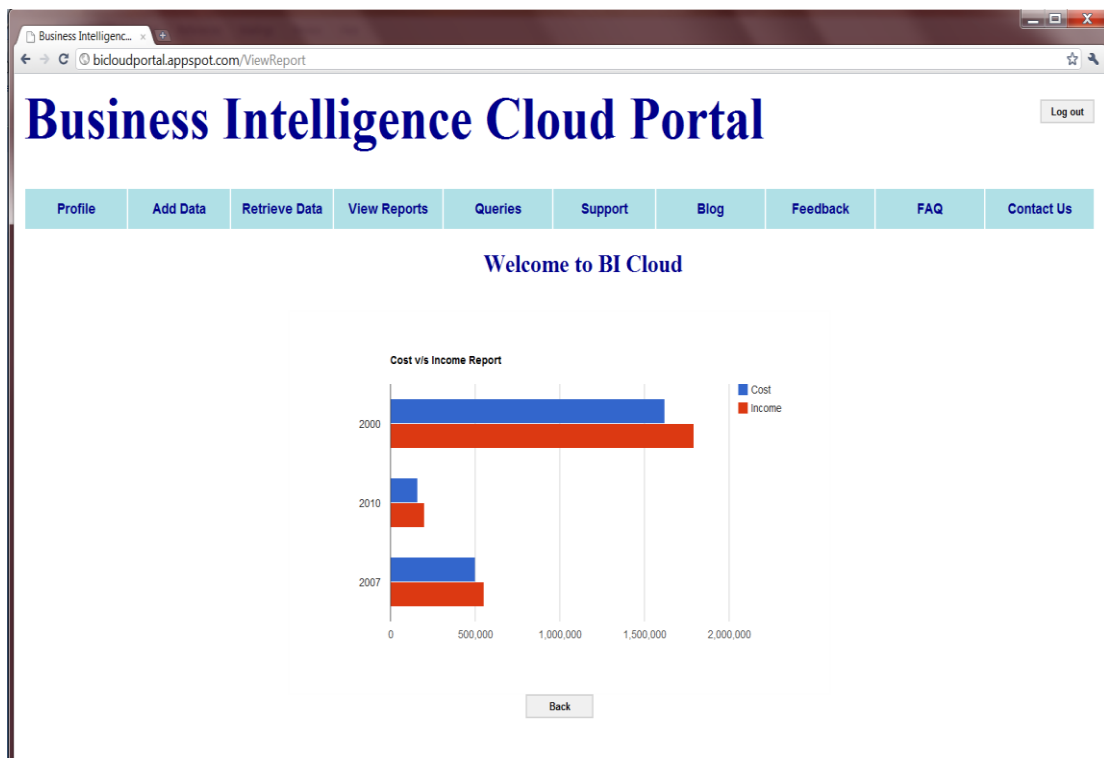 Business Intelligenc...
bicloudportal.appspot.com/ViewReport
Business Intelligence Cloud Portal
Log out
Profile Add Data Retrieve Data View Reports Queries Support Blog Feedback FAQ Contact Us
Welcome to BI Cloud
Cost v/s Income Report
Cost
Income
2000
2010
2007
0 500,000 1,000,000 1,500,000 2,000,000
Back